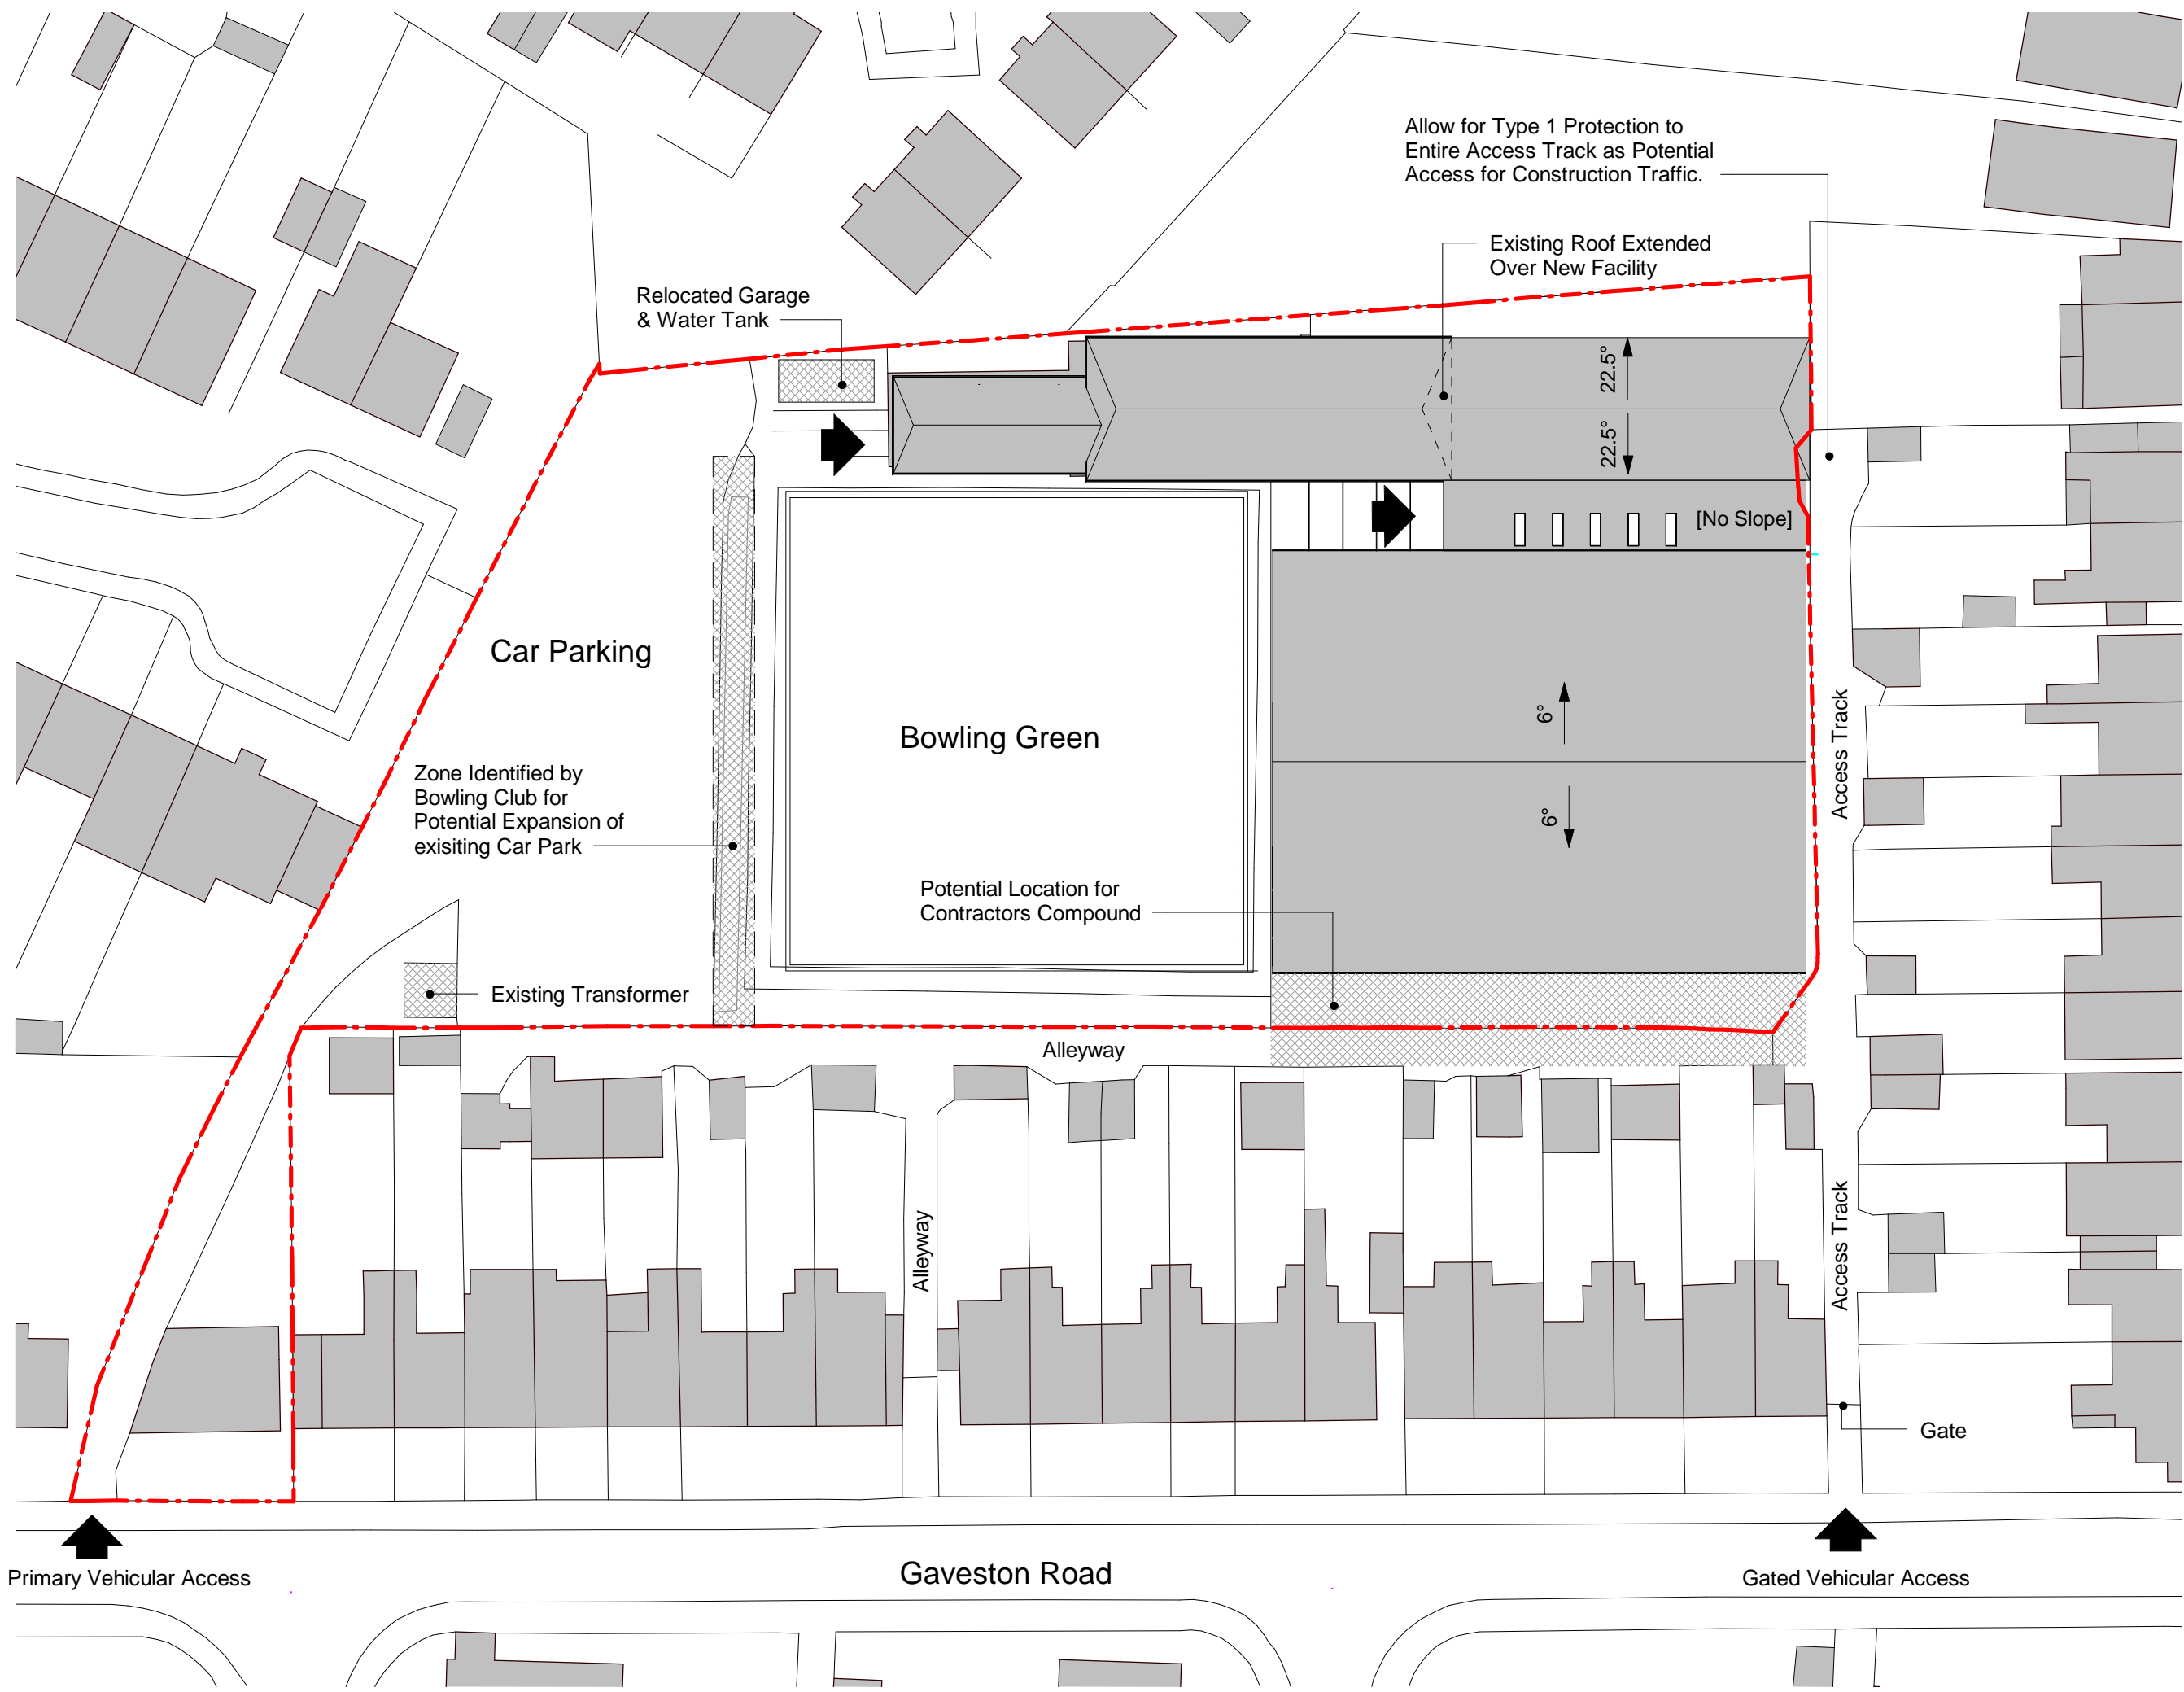 Allow for Type 1 Protection to
Entire Access Track as Potential
Access for Construction Traffic.
Existing Roof Extended
Over New Facility
Relocated Garage
& Water Tank
22.5°
22.5°
[No Slope]
Car Parking
Bowling Green
6°
6°
Access Track
Zone Identified by
Bowling Club for
Potential Expansion of
exisiting Car Park
Potential Location for
Contractors Compound
Existing Transformer
Alleyway
Alleyway
Access Track
Gate
Primary Vehicular Access
Gaveston Road
Gated Vehicular Access